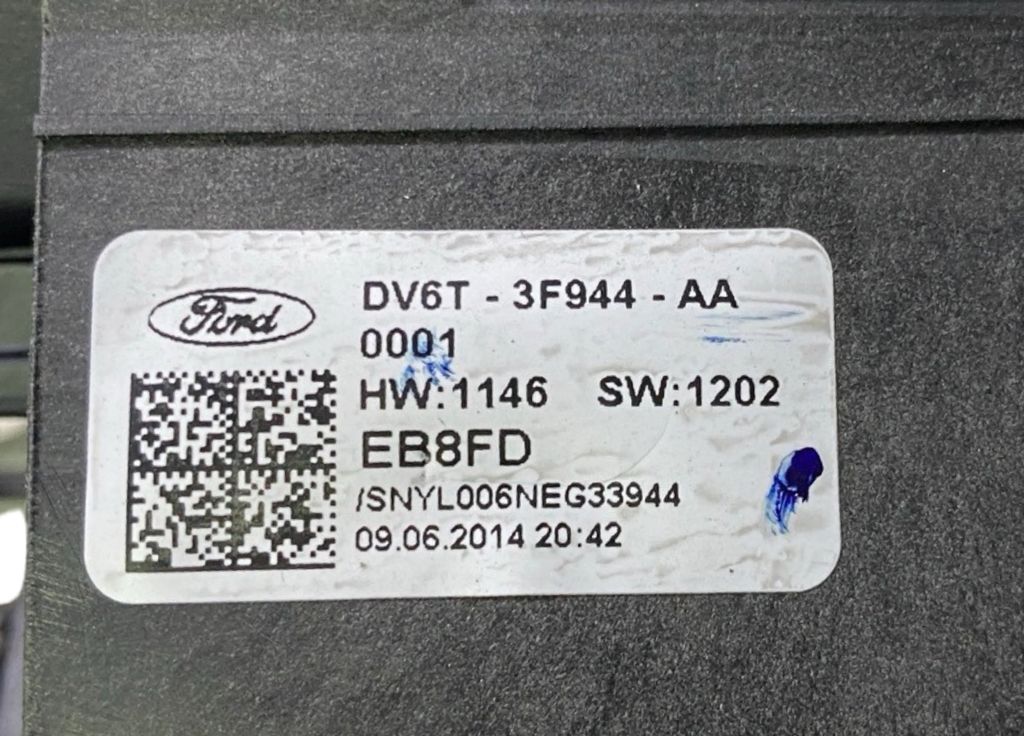 Ford
DV6T - 3F944 - AA
0001
HW:1146 SW:1202
EB8FD
/SNYL006NEG33944
09.06.2014 20:42